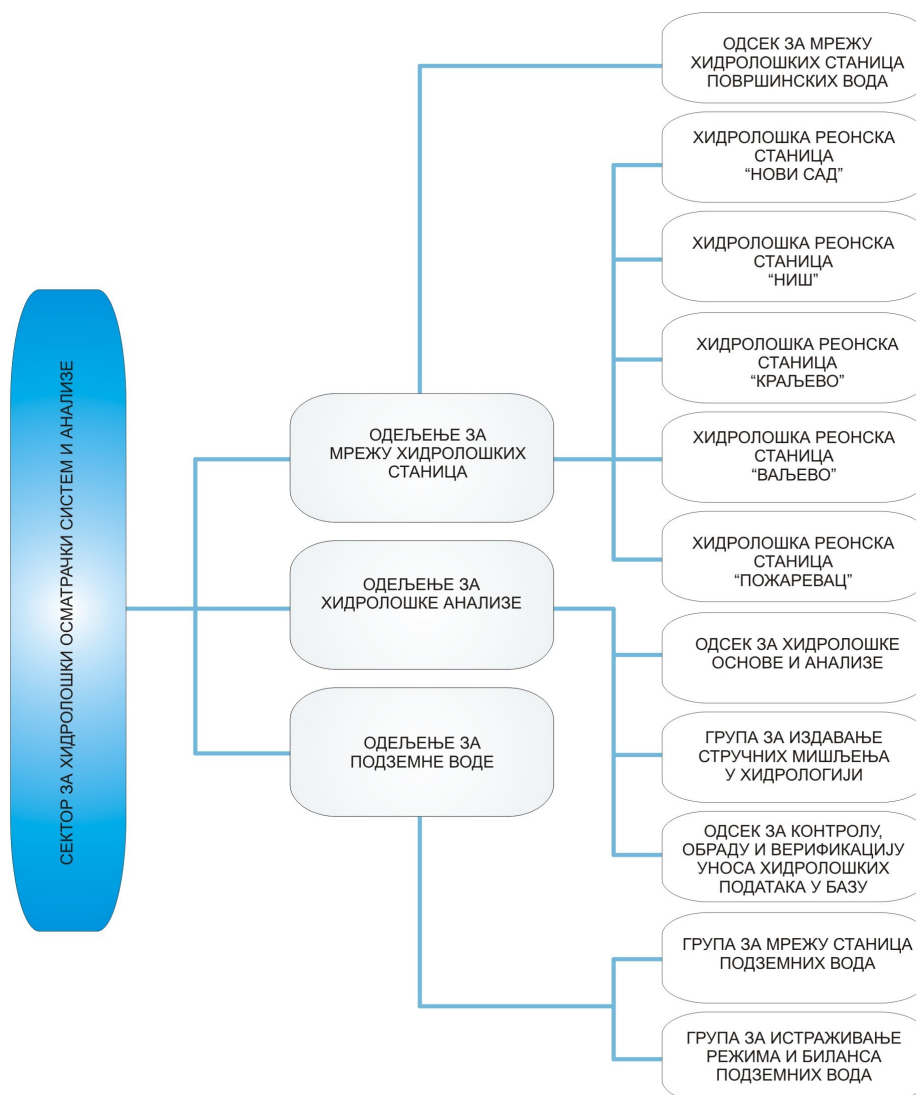 СЕКТОР ЗА ХИДРОЛОШКИ ОСМАТРАЧКИ СИСТЕМ И АНАЛИЗЕ
ОДЕЉЕЊЕ ЗА
МРЕЖУ ХИДРОЛОШКИХ
СТАНИЦА
ОДЕЉЕЊЕ ЗА
ХИДРОЛОШКЕ АНАЛИЗЕ
ОДЕЉЕЊЕ ЗА
ПОДЗЕМНЕ ВОДЕ
ОДСЕК ЗА МРЕЖУ
ХИДРОЛОШКИХ СТАНИЦА
ПОВРШИНСКИХ ВОДА
ХИДРОЛОШКА РЕОНСКА
СТАНИЦА
“НОВИ САД”
ХИДРОЛОШКА РЕОНСКА
СТАНИЦА
“НИШ”
ХИДРОЛОШКА РЕОНСКА
СТАНИЦА
“КРАЉЕВО”
ХИДРОЛОШКА РЕОНСКА
СТАНИЦА
“ВАЉЕВО”
ХИДРОЛОШКА РЕОНСКА
СТАНИЦА
“ПОЖАРЕВАЦ”
ОДСЕК ЗА ХИДРОЛОШКЕ
ОСНОВЕ И АНАЛИЗЕ
ГРУПА ЗА ИЗДАВАЊЕ
СТРУЧНИХ МИШЉЕЊА
У ХИДРОЛОГИЈИ
ОДСЕК ЗА КОНТРОЛУ,
ОБРАДУ И ВЕРИФИКАЦИЈУ
УНОСА ХИДРОЛОШКИХ
ПОДАТАКА У БАЗУ
ГРУПА ЗА МРЕЖУ СТАНИЦА
ПОДЗЕМНИХ ВОДА
ГРУПА ЗА ИСТРАЖИВАЊЕ
РЕЖИМА И БИЛАНСА
ПОДЗЕМНИХ ВОДА